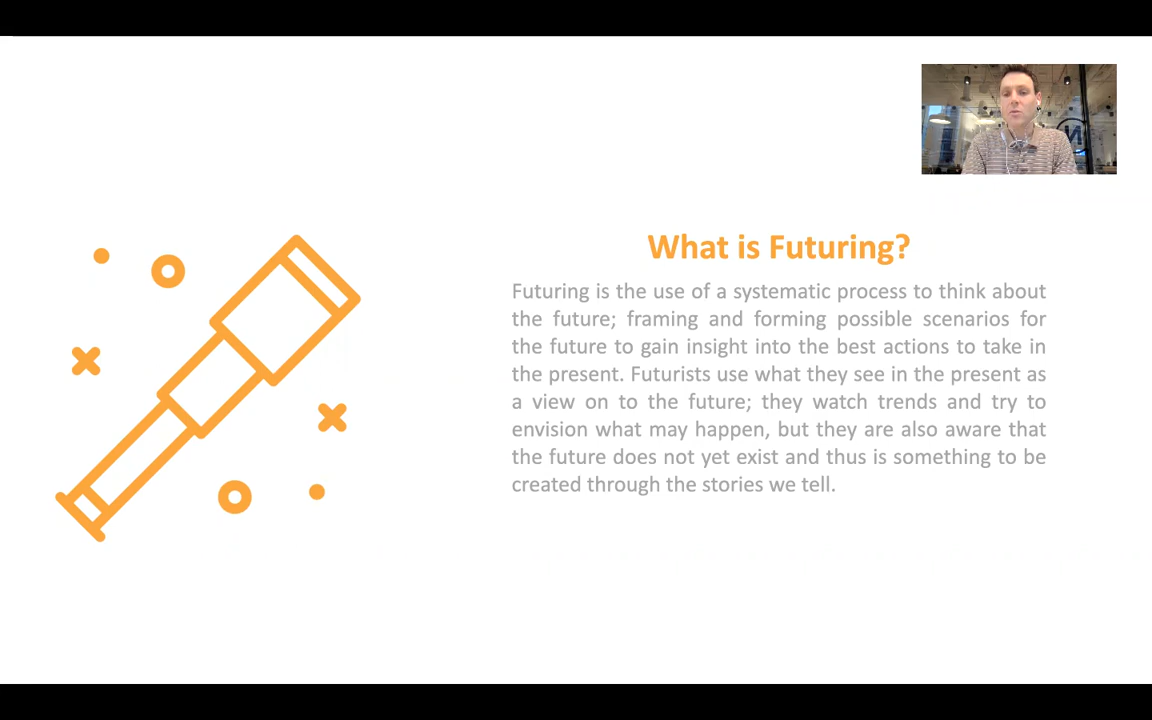 What is Futuring?
Futuring is the use of a systematic process to think about
the future; framing and forming possible scenarios for
the future to gain insight into the best actions to take in
the present. Futurists use what they see in the present as
a view on to the future; they watch trends and try to
envision what may happen, but they are also aware that
the future does not yet exist and thus is something to be
created through the stories we tell.